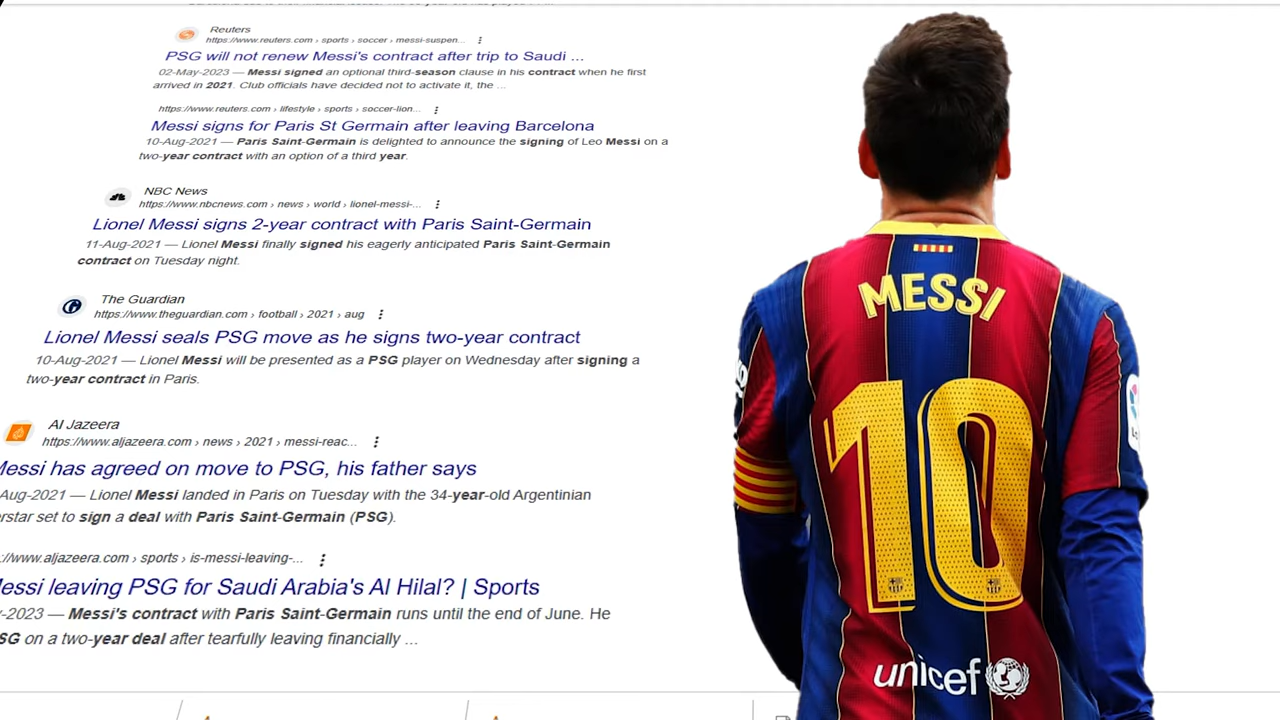 Reuters
https://www.reuters.com › sports › soccer › messi-suspen...
PSG will not renew Messi's contract after trip to Saudi ...
02-May-2023 — Messi signed an optional third-season clause in his contract when he first
arrived in 2021. Club officials have decided not to activate it, the ...
https://www.reuters.com › lifestyle › sports › soccer-lion...
Messi signs for Paris St Germain after leaving Barcelona
10-Aug-2021 — Paris Saint-Germain is delighted to announce the signing of Leo Messi on a
two-year contract with an option of a third year.
NBC News
https://www.nbcnews.com › news › world › lionel-messi-...
Lionel Messi signs 2-year contract with Paris Saint-Germain
11-Aug-2021 — Lionel Messi finally signed his eagerly anticipated Paris Saint-Germain
contract on Tuesday night.
The Guardian
https://www.theguardian.com › football › 2021 › aug
Lionel Messi seals PSG move as he signs two-year contract
10-Aug-2021 — Lionel Messi will be presented as a PSG player on Wednesday after signing a
two-year contract in Paris.
Al Jazeera
https://www.aljazeera.com › news › 2021 › messi-reac...
Messi has agreed on move to PSG, his father says
Aug-2021 — Lionel Messi landed in Paris on Tuesday with the 34-year-old Argentinian
rstar set to sign a deal with Paris Saint-Germain (PSG).
://www.aljazeera.com › sports › is-messi-leaving-...
essi leaving PSG for Saudi Arabia's Al Hilal? | Sports
-2023 — Messi's contract with Paris Saint-Germain runs until the end of June. He
SG on a two-year deal after tearfully leaving financially ...
MESSI
10
unicef